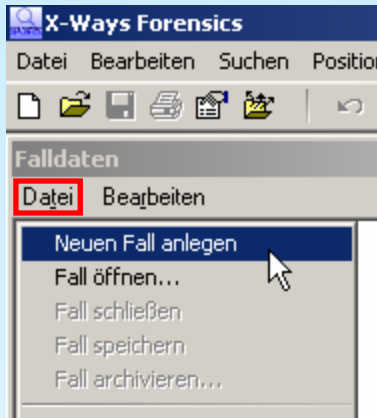 X-Ways Forensics
Datei Bearbeiten Suchen Position
Falldaten
Datei Bearbeiten
Neuen Fall anlegen
Fall öffnen...
Fall schließen
Fall speichern
Fall archivieren...